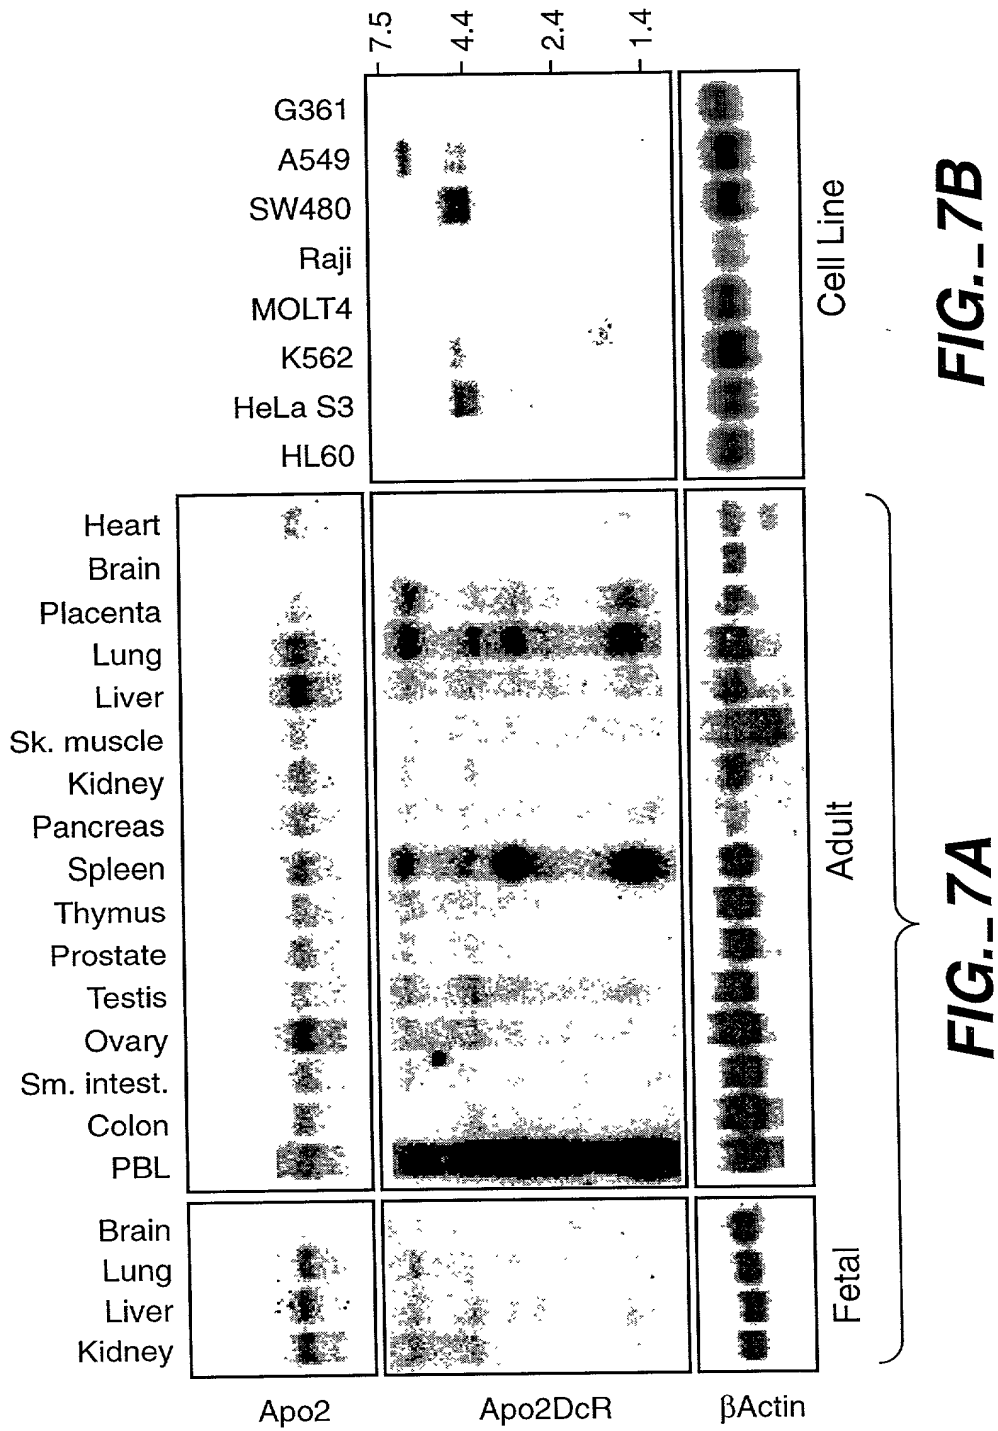 7.5
4.4
2.4
1.4
G361
A549
SW480
Raji
MOLT4
K562
HeLa S3
HL60
Cell Line
FIG._7B
Heart
Brain
Placenta
Lung
Liver
Sk. muscle
Kidney
Pancreas
Spleen
Thymus
Prostate
Testis
Ovary
Sm. intest.
Colon
PBL
Adult
Brain
Lung
Liver
Kidney
Fetal
FIG._7A
Apo2
Apo2DcR
βActin